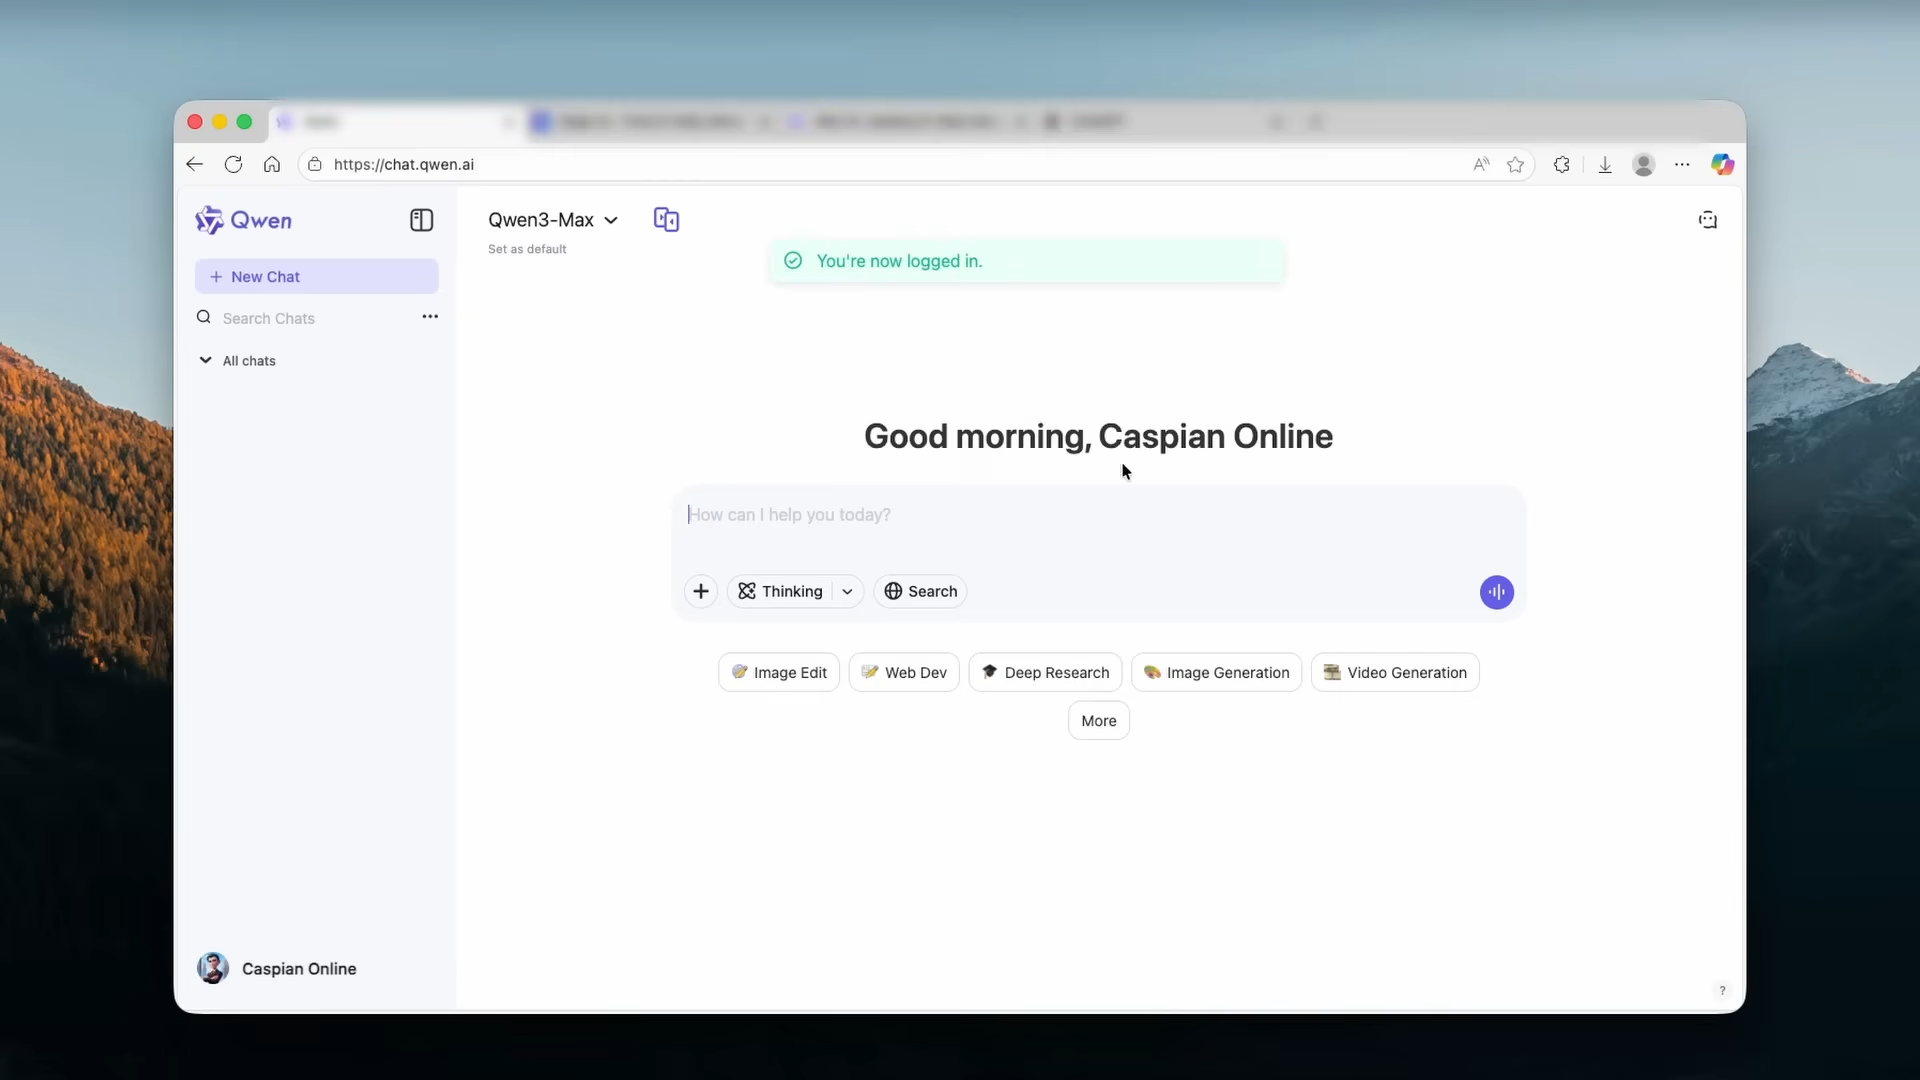 https://chat.qwen.ai
Qwen
New Chat
Search Chats
All chats
Qwen3-Max
Set as default
You're now logged in.
Good morning, Caspian Online
How can I help you today?
Thinking
Search
Image Edit
Web Dev
Deep Research
Image Generation
Video Generation
More
Caspian Online
?